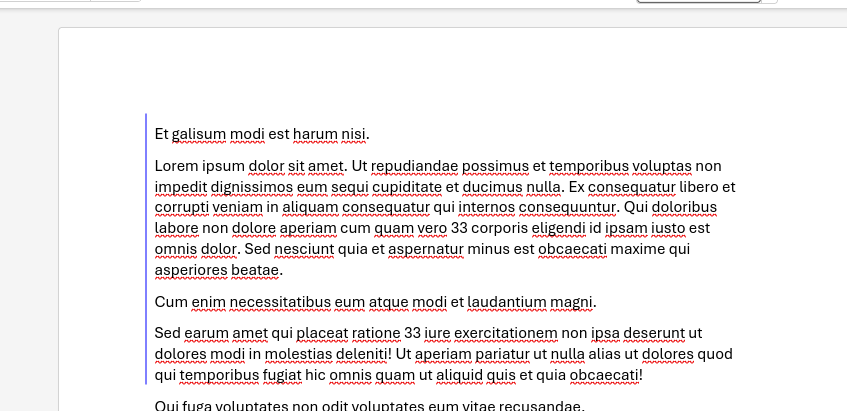 Et galisum modi est harum nisi.
Lorem ipsum dolor sit amet. Ut repudiandae possimus et temporibus voluptas non
impedit dignissimos eum sequi cupiditate et ducimus nulla. Ex consequatur libero et
corrupti veniam in aliquam consequatur qui internos consequuntur. Qui doloribus
labore non dolore aperiam cum quam vero 33 corporis eligendi id ipsam iusto est
omnis dolor. Sed nesciunt quia et aspernatur minus est obcaecati maxime qui
asperiores beatae.
Cum enim necessitatibus eum atque modi et laudantium magni.
Sed earum amet qui placeat ratione 33 iure exercitationem non ipsa deserunt ut
dolores modi in molestias deleniti! Ut aperiam pariatur ut nulla alias ut dolores quod
qui temporibus fugiat hic omnis quam ut aliquid quis et quia obcaecati!
Qui fuga voluptates non odit voluptates eum vitae recusandae.